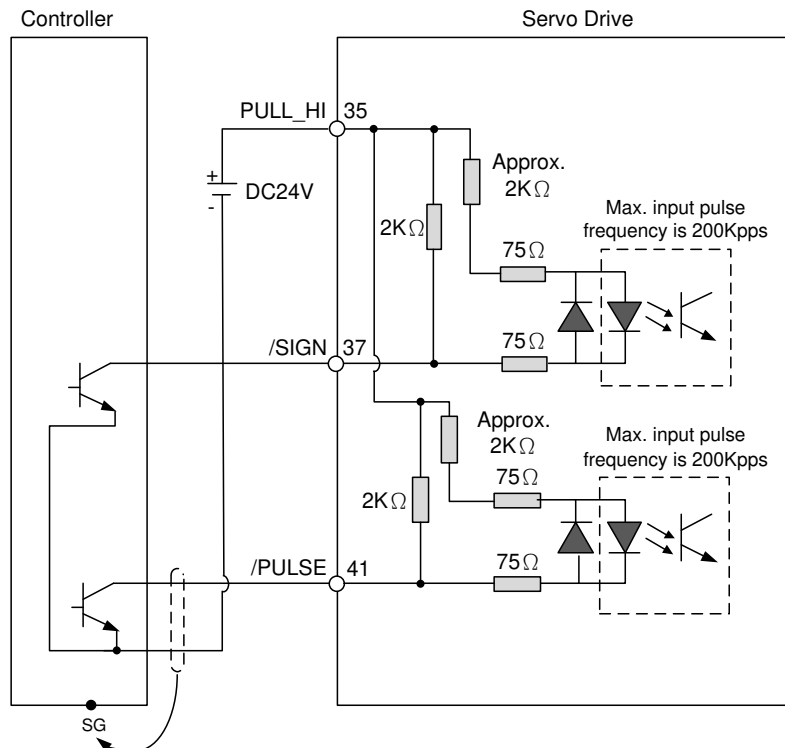 Controller
Servo Drive
PULL_HI
35
+
DC24V
-
Approx.
2KΩ
2KΩ
75Ω
Max. input pulse
frequency is 200Kpps
75Ω
/SIGN
37
Approx.
2KΩ
2KΩ
75Ω
Max. input pulse
frequency is 200Kpps
75Ω
/PULSE
41
SG